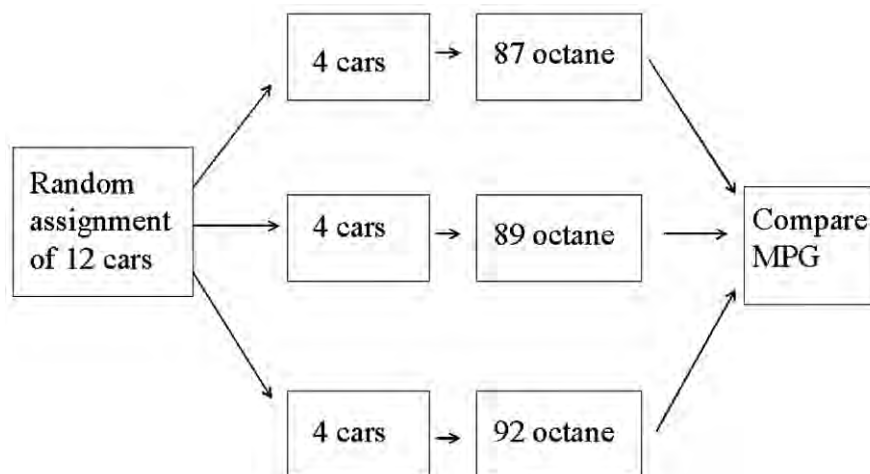 4 cars
87 octane
Random
assignment
of 12 cars
4 cars
89 octane
Compare
MPG
4 cars
92 octane